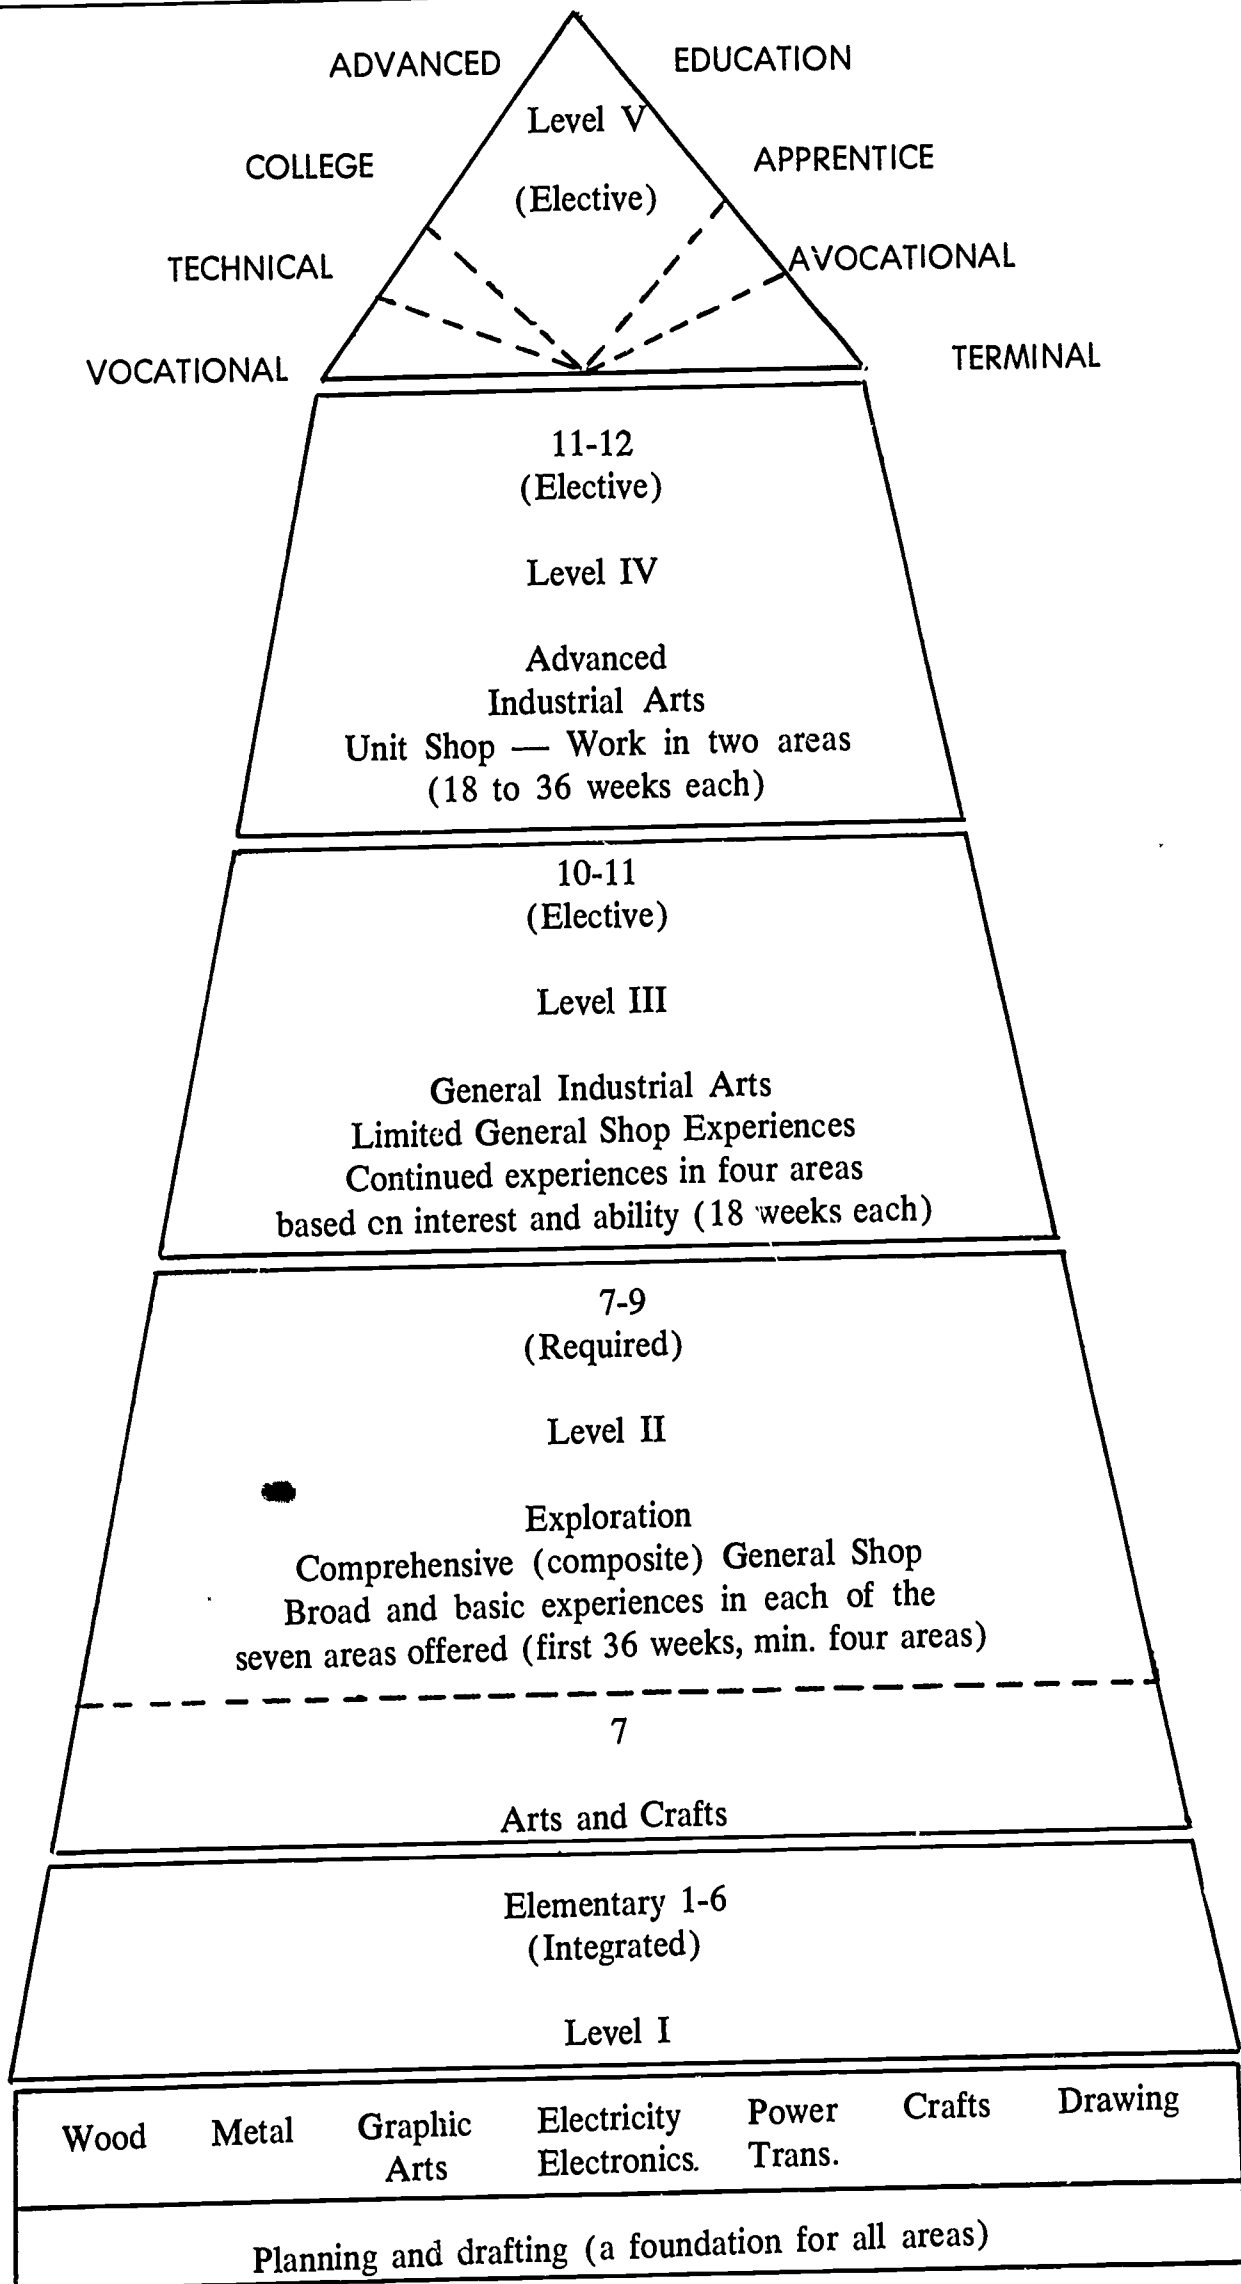 ADVANCED EDUCATION
Level V
COLLEGE APPRENTICE
(Elective)
TECHNICAL AVOCATIONAL
VOCATIONAL TERMINAL
11-12
(Elective)
Level IV
Advanced
Industrial Arts
Unit Shop — Work in two areas
(18 to 36 weeks each)
10-11
(Elective)
Level III
General Industrial Arts
Limited General Shop Experiences
Continued experiences in four areas
based on interest and ability (18 weeks each)
7-9
(Required)
Level II
Exploration
Comprehensive (composite) General Shop
Broad and basic experiences in each of the
seven areas offered (first 36 weeks, min. four areas)
7
Arts and Crafts
Elementary 1-6
(Integrated)
Level I
Wood Metal Graphic Electricity Power Crafts Drawing
Arts Electronics. Trans.
Planning and drafting (a foundation for all areas)